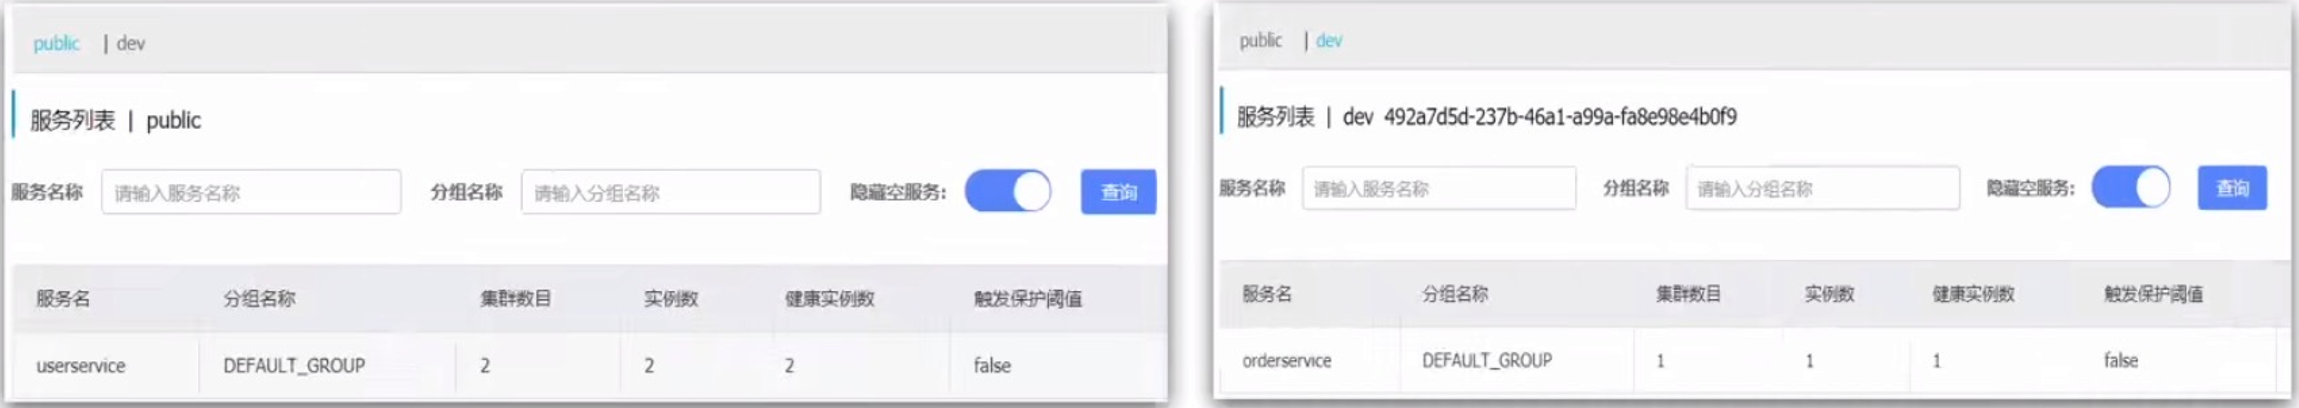 public | dev
服务列表 | public
服务名称 请输入服务名称 分组名称 请输入分组名称 隐藏空服务: 查询
服务名 分组名称 集群数目 实例数 健康实例数 触发保护阈值
userservice DEFAULT_GROUP 2 2 2 false
public | dev
服务列表 | dev 492a7d5d-237b-46a1-a99a-fa8e98e4b0f9
服务名称 请输入服务名称 分组名称 请输入分组名称 隐藏空服务: 查询
服务名 分组名称 集群数目 实例数 健康实例数 触发保护阈值
orderservice DEFAULT_GROUP 1 1 1 false